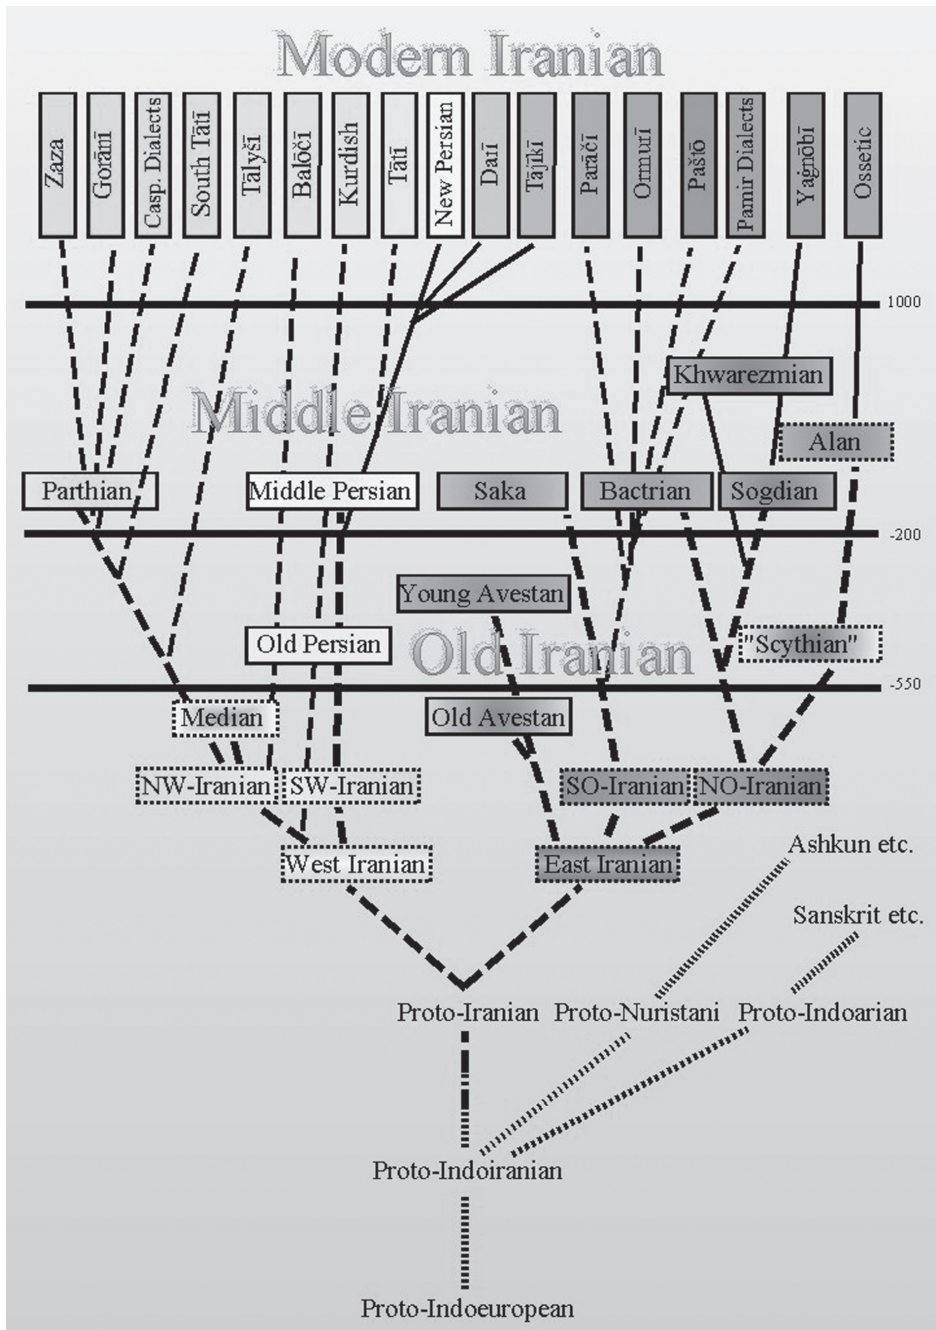 Modern Iranian
Zaza
Gorānī
Casp. Dialects
South Tātī
Tālyšī
Balōčī
Kurdish
Tātī
New Persian
Darī
Tājīkī
Parāčī
Ormurī
Paštō
Pamir Dialects
Yaġnōbī
Ossetic
1000
Khwarezmian
Middle Iranian
Alan
Parthian
Middle Persian
Saka
Bactrian
Sogdian
-200
Young Avestan
Old Persian
Old Iranian
"Scythian"
-550
Median
Old Avestan
NW-Iranian
SW-Iranian
SO-Iranian
NO-Iranian
Ashkun etc.
West Iranian
East Iranian
Sanskrit etc.
Proto-Iranian
Proto-Nuristani
Proto-Indoarian
Proto-Indoiranian
Proto-Indoeuropean